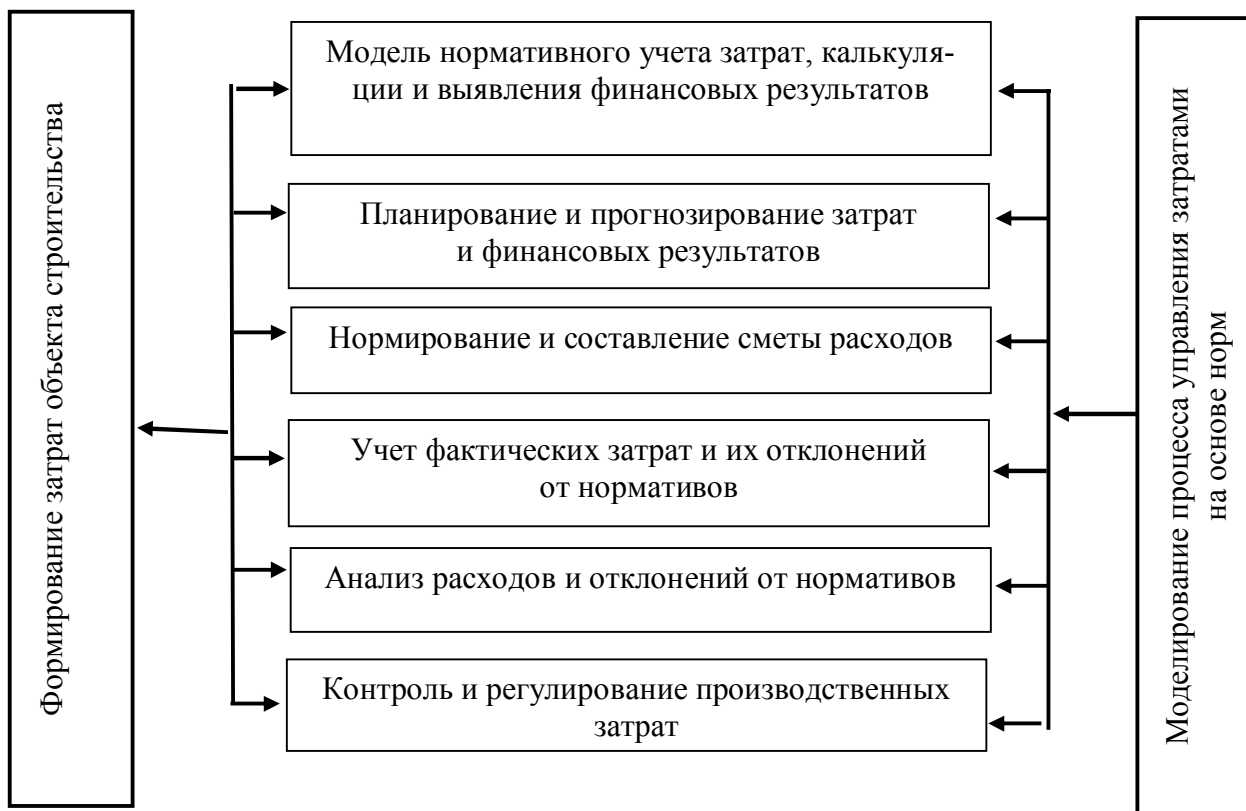 Формирование затрат объекта строительства
Модель нормативного учета затрат, калькуля-
ции и выявления финансовых результатов
Планирование и прогнозирование затрат
и финансовых результатов
Нормирование и составление сметы расходов
Учет фактических затрат и их отклонений
от нормативов
Анализ расходов и отклонений от нормативов
Контроль и регулирование производственных
затрат
Моделирование процесса управления затратами
на основе норм